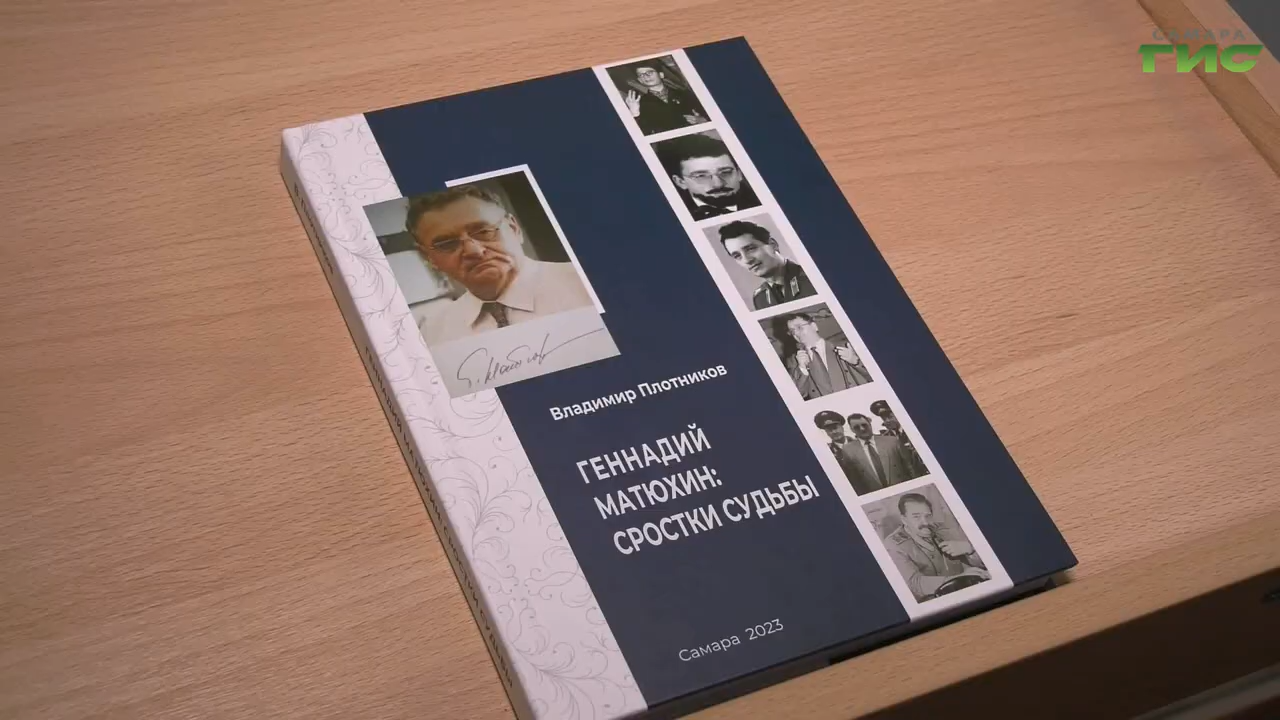 САМАРА
ГИС
Владимир Плотников
ГЕННАДИЙ
МАТЮХИН:
СРОСТКИ СУДЬБЫ
Самара 2023